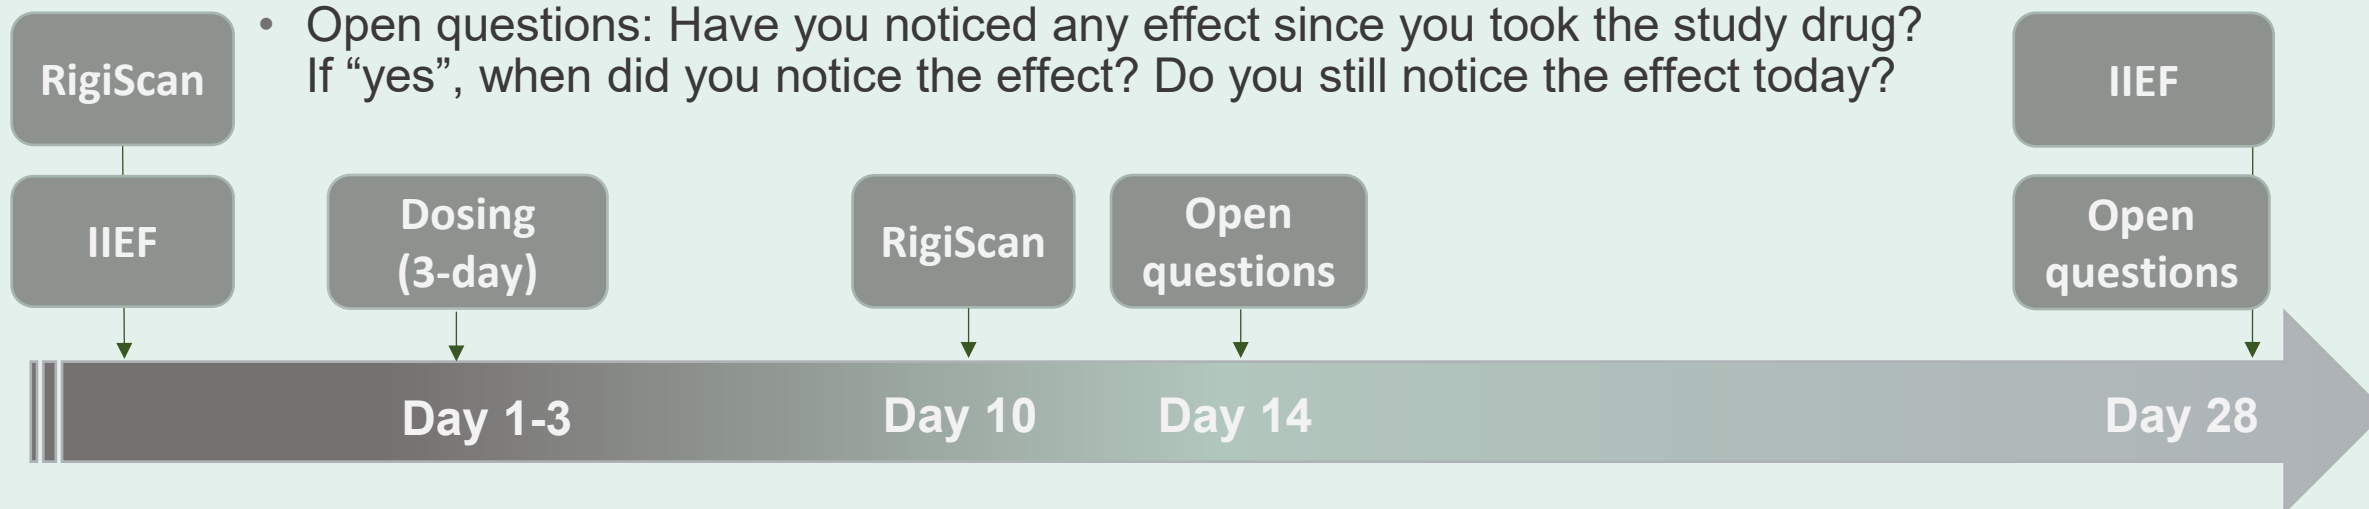 • Open questions: Have you noticed any effect since you took the study drug?
If “yes”, when did you notice the effect? Do you still notice the effect today?
RigiScan
IIEF
IIEF
Dosing
(3-day)
RigiScan
Open
questions
Open
questions
Day 1-3
Day 10
Day 14
Day 28